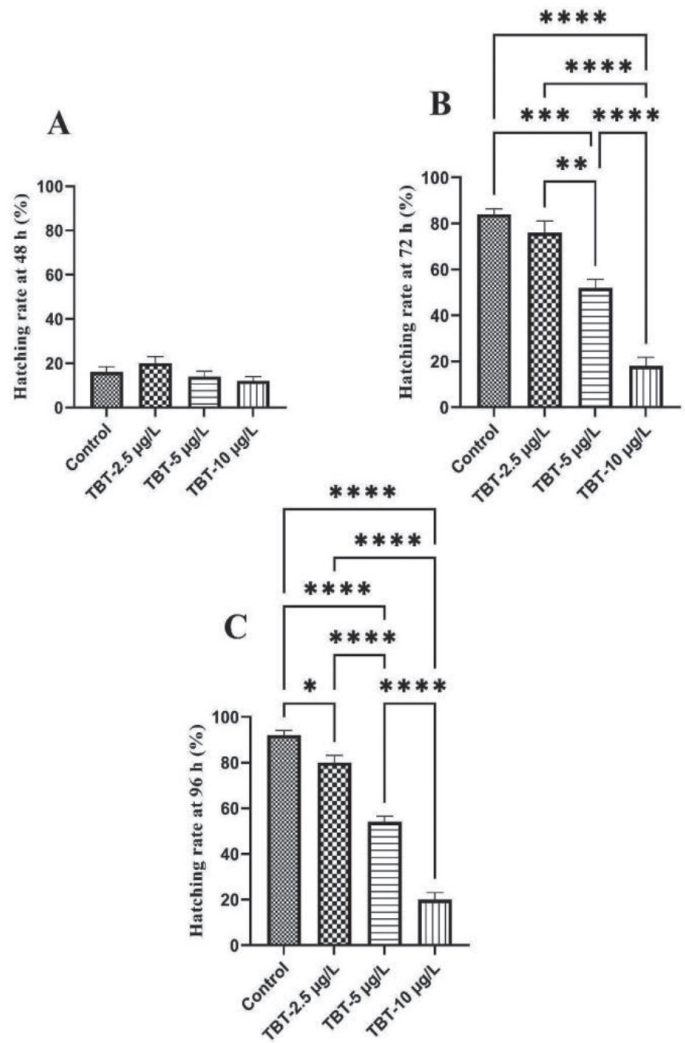 A
Hatching rate at 48 h (%)
100
80
60
40
20
0
Control
TBT-2.5 µg/L
TBT-5 µg/L
TBT-10 µg/L
B
****
****
*** ****
**
Hatching rate at 72 h (%)
100
80
60
40
20
0
Control
TBT-2.5 µg/L
TBT-5 µg/L
TBT-10 µg/L
C
****
****
****
****
* ****
Hatching rate at 96 h (%)
100
80
60
40
20
0
Control
TBT-2.5 µg/L
TBT-5 µg/L
TBT-10 µg/L